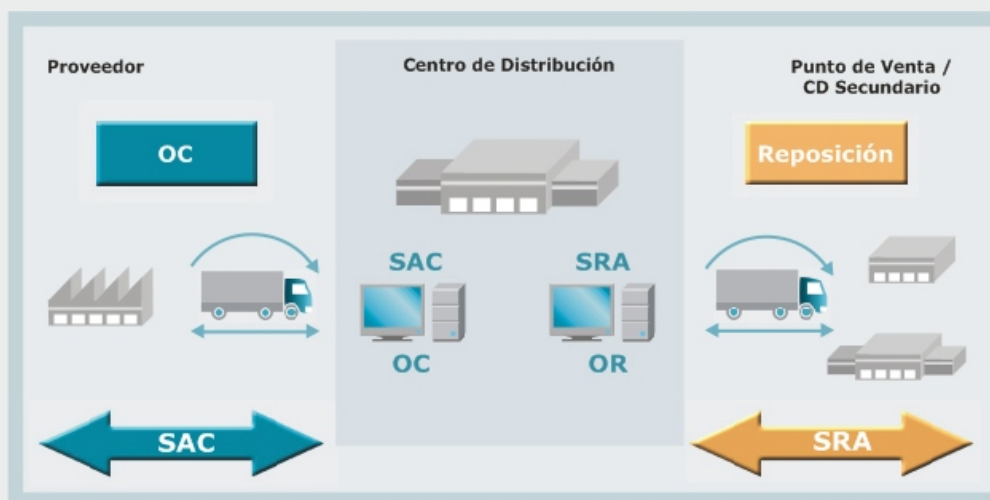 Proveedor
OC
SAC
Centro de Distribución
SAC
SRA
OC
OR
Punto de Venta /
CD Secundario
Reposición
SRA